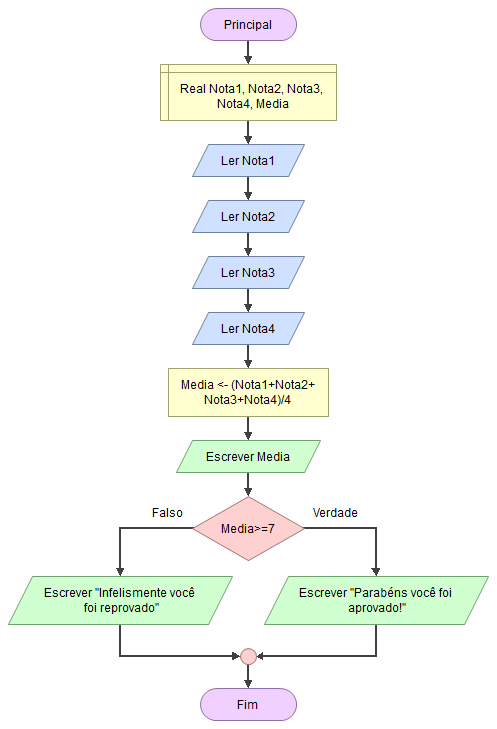 Principal
Real Nota1, Nota2, Nota3,
Nota4, Media
Ler Nota1
Ler Nota2
Ler Nota3
Ler Nota4
Media <- (Nota1+Nota2+
Nota3+Nota4)/4
Escrever Media
Media>=7
Falso
Verdade
Escrever "Infelismente você
foi reprovado"
Escrever "Parabéns você foi
aprovado!"
Fim